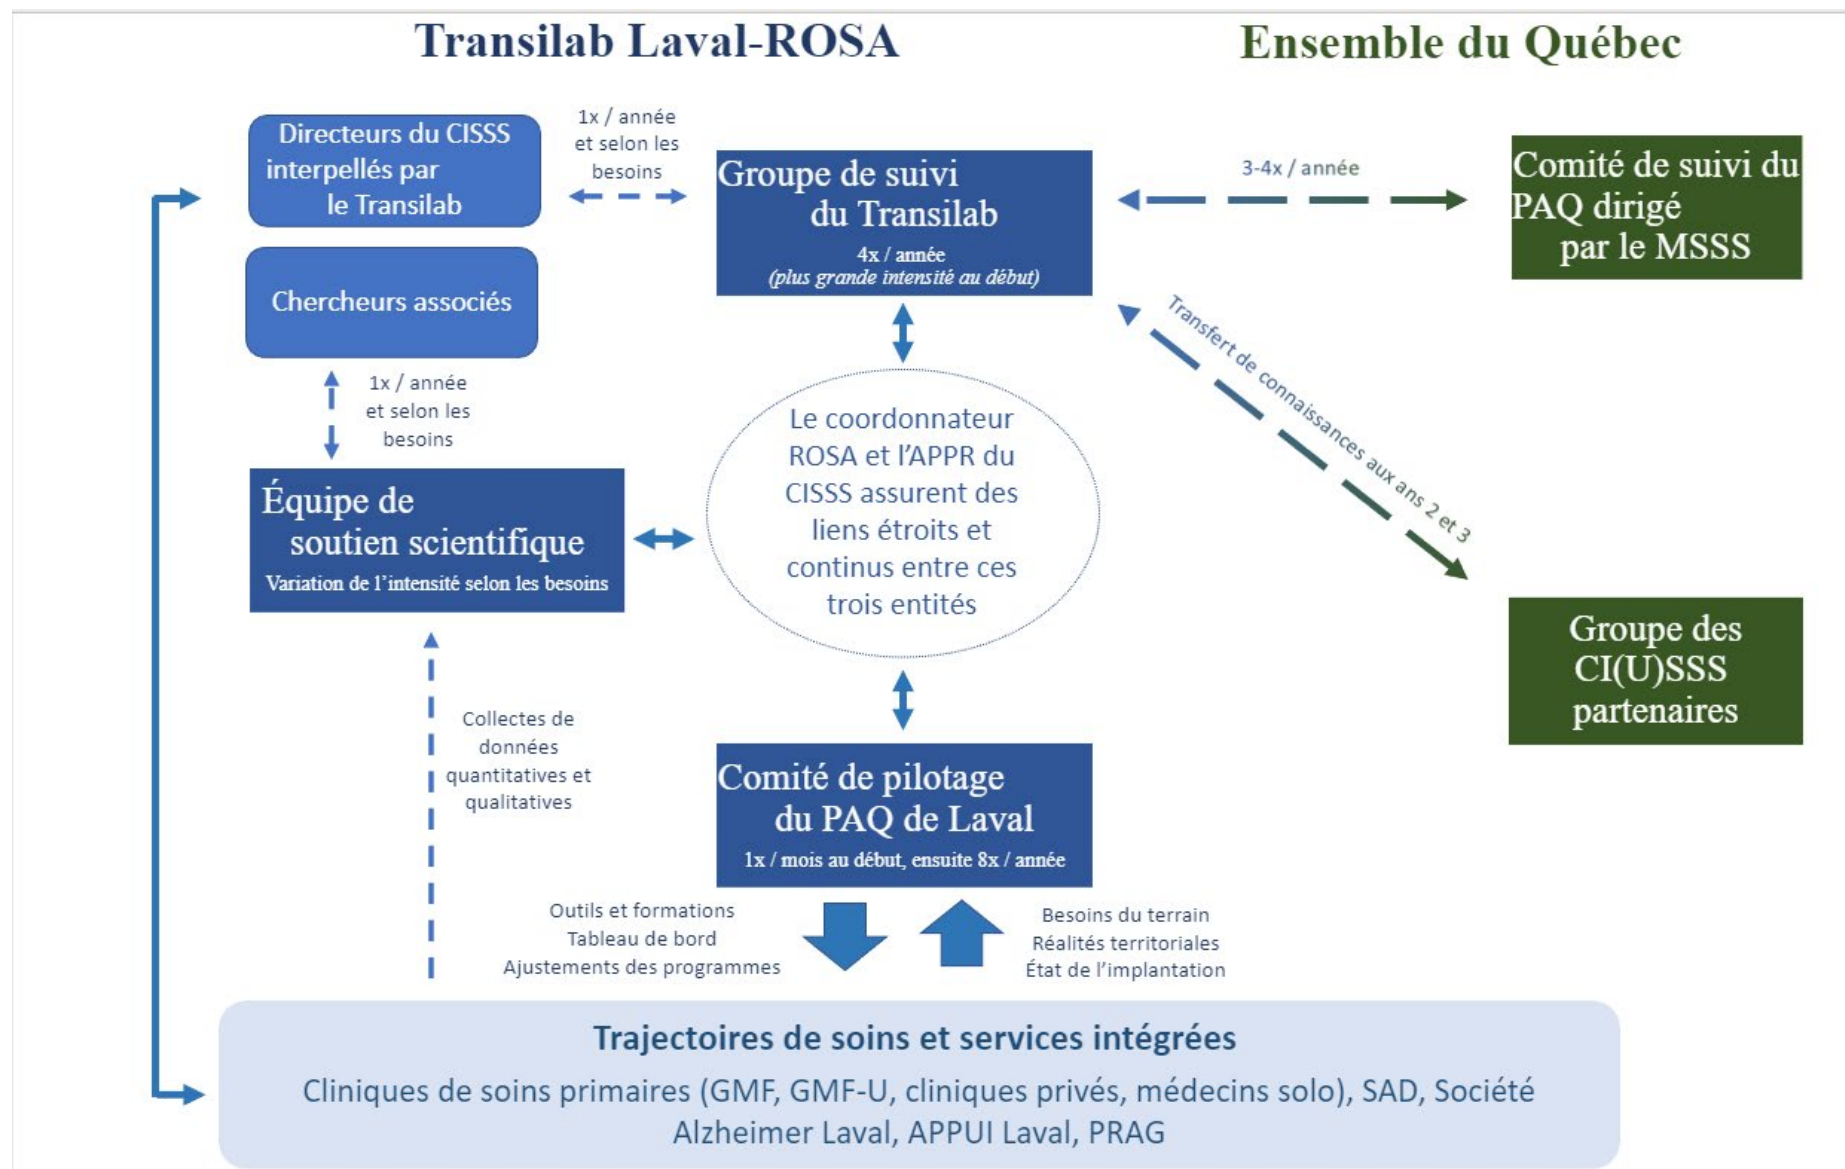 Transilab Laval-ROSA
Ensemble du Québec
Directeurs du CISSS
interpellés par
le Transilab
1x / année
et selon les
besoins
Groupe de suivi
du Transilab
4x / année
(plus grande intensité au début)
3-4x / année
Comité de suivi du
PAQ dirigé
par le MSSS
Chercheurs associés
1x / année
et selon les
besoins
Transfert de connaissances aux ans 2 et 3
Le coordonnateur
ROSA et l’APPR du
CISSS assurent des
liens étroits et
continus entre ces
trois entités
Équipe de
soutien scientifique
Variation de l’intensité selon les besoins
Groupe des
CI(U)SSS
partenaires
Collectes de
données
quantitatives et
qualitatives
Comité de pilotage
du PAQ de Laval
1x / mois au début, ensuite 8x / année
Outils et formations
Tableau de bord
Ajustements des programmes
Besoins du terrain
Réalités territoriales
État de l’implantation
Trajectoires de soins et services intégrées
Cliniques de soins primaires (GMF, GMF-U, cliniques privés, médecins solo), SAD, Société
Alzheimer Laval, APPUI Laval, PRAG